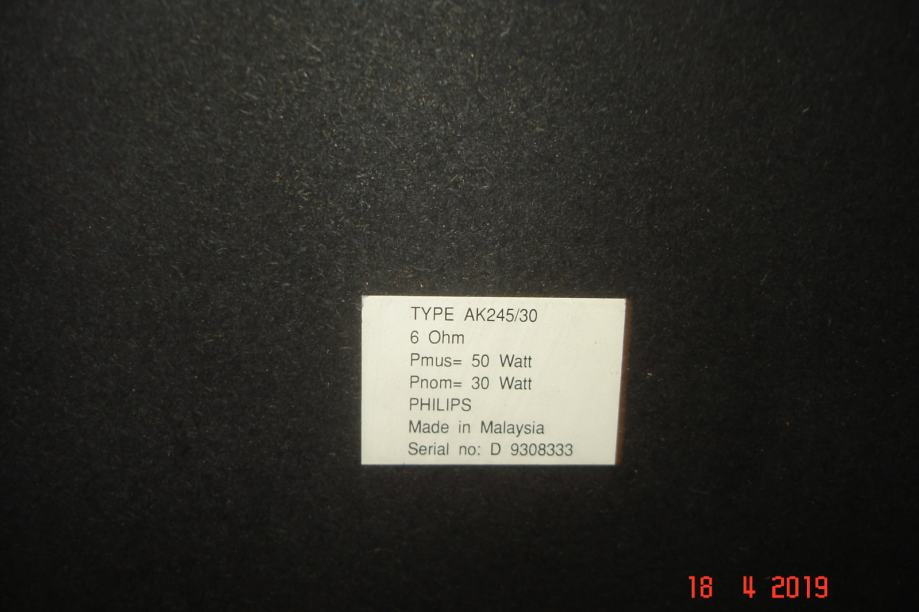 TYPE AK245/30
6 Ohm
Pmus= 50 Watt
Pnom= 30 Watt
PHILIPS
Made in Malaysia
Serial no: D 9308333
18 4 2019